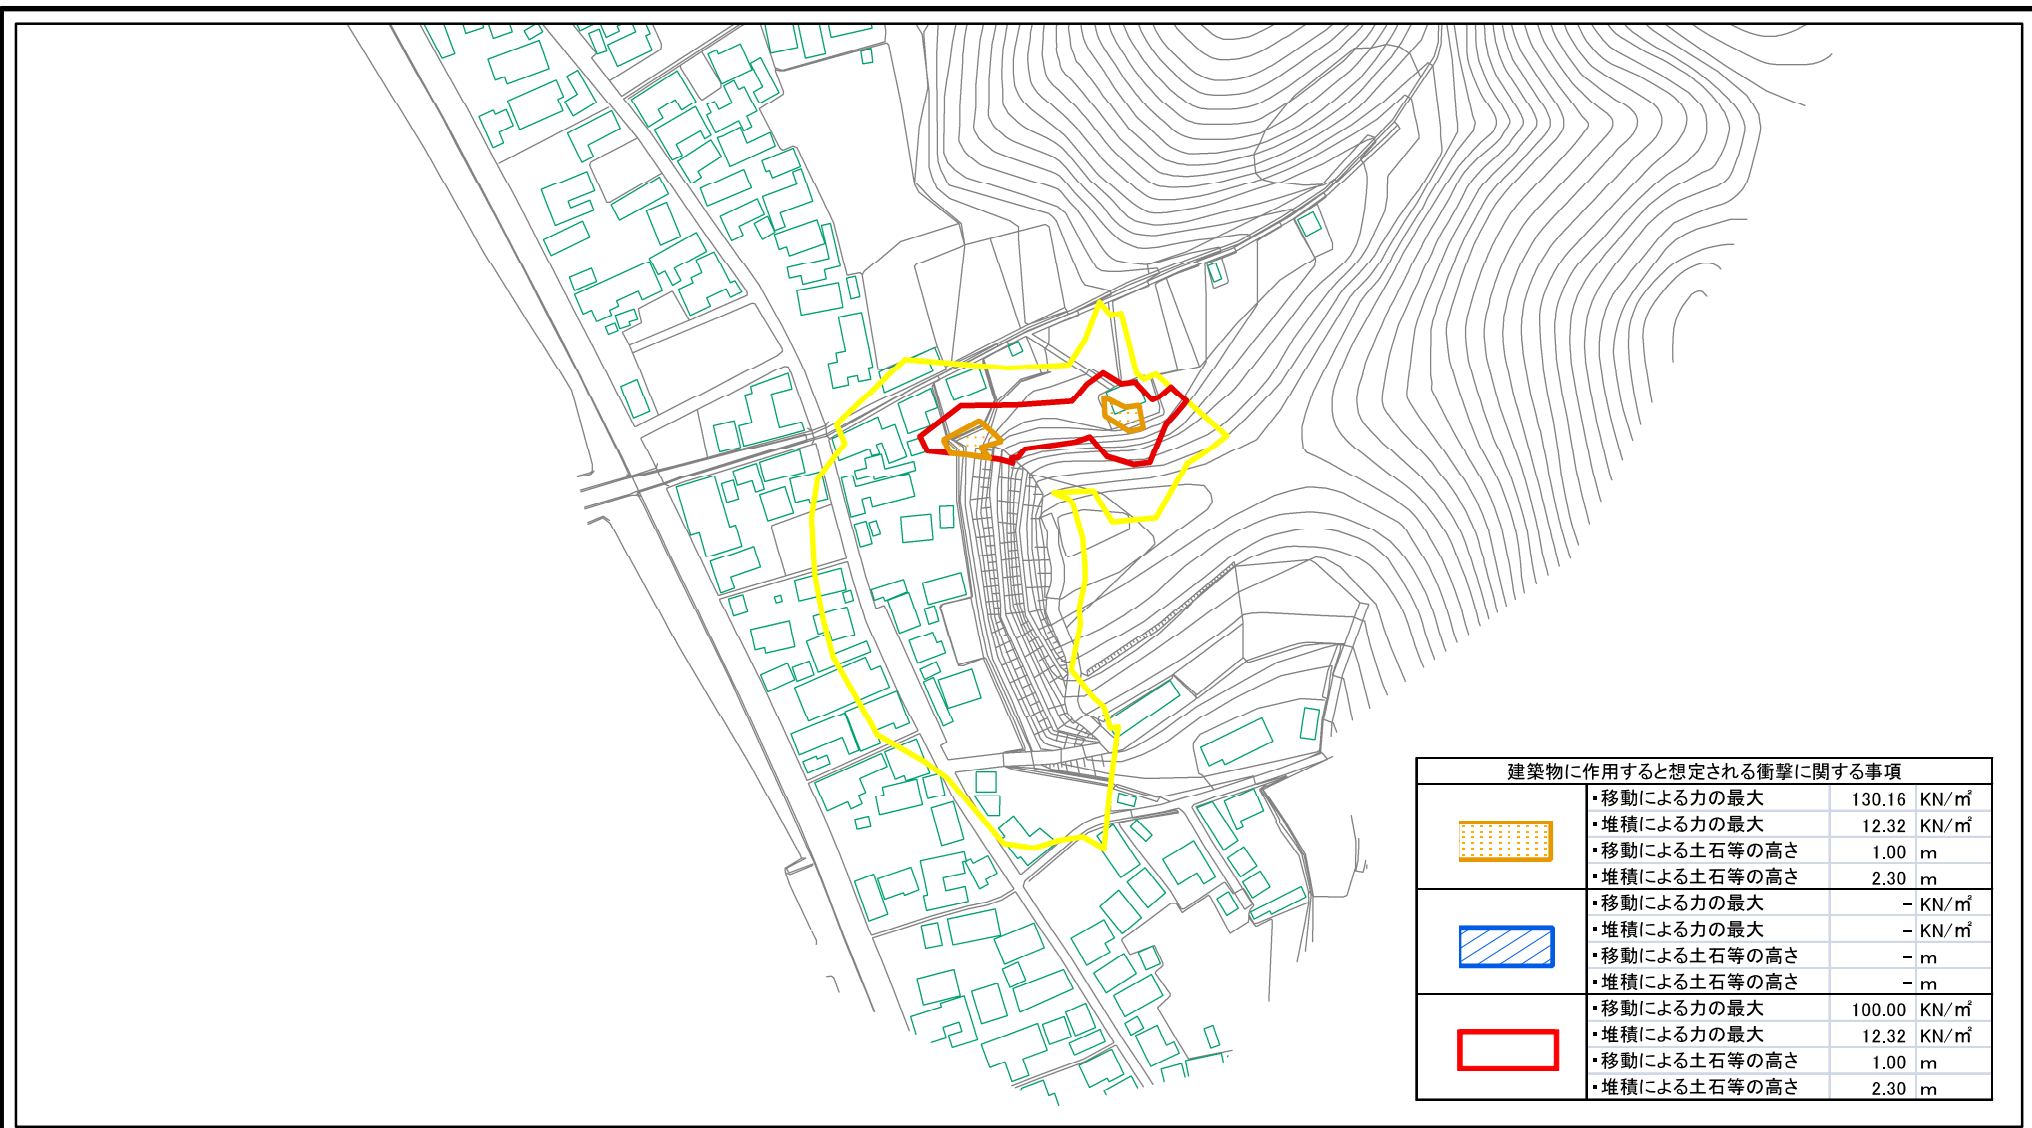 建築物に作用すると想定される衝撃に関する事項
・移動による力の最大 130.16 KN/㎡
・堆積による力の最大 12.32 KN/㎡
・移動による土石等の高さ 1.00 m
・堆積による土石等の高さ 2.30 m
・移動による力の最大 − KN/㎡
・堆積による力の最大 − KN/㎡
・移動による土石等の高さ − m
・堆積による土石等の高さ − m
・移動による力の最大 100.00 KN/㎡
・堆積による力の最大 12.32 KN/㎡
・移動による土石等の高さ 1.00 m
・堆積による土石等の高さ 2.30 m